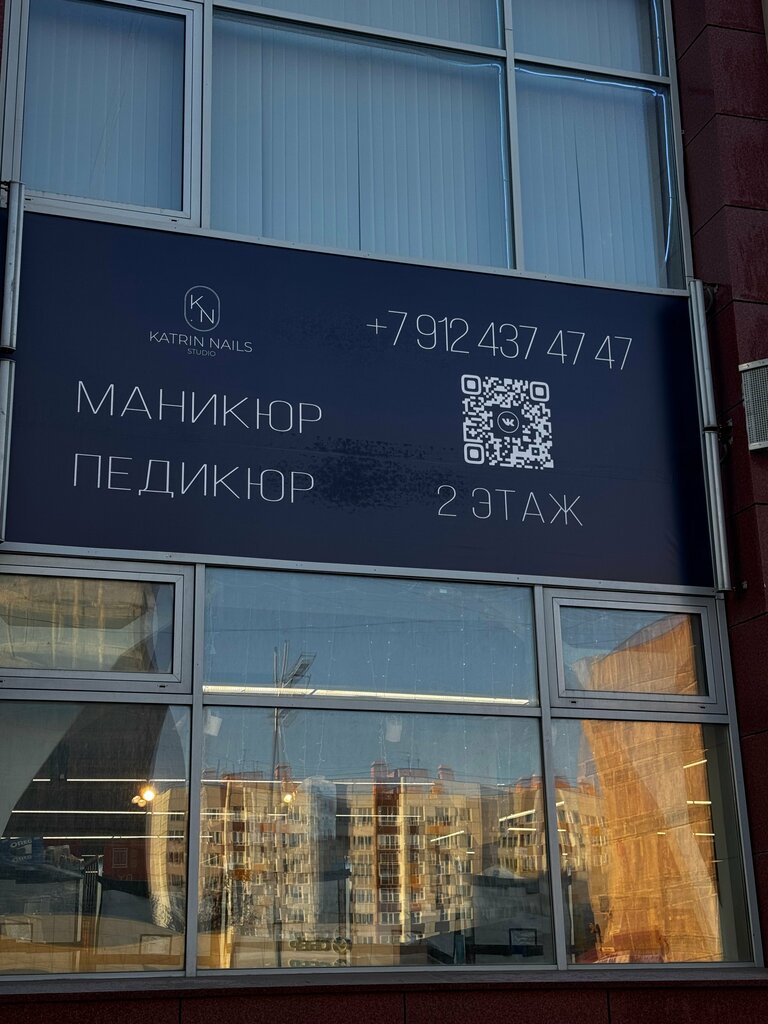 KN
KATRIN NAILS
STUDIO
+7 912 437 47 47
МАНИКЮР
ПЕДИКЮР
2 ЭТАЖ